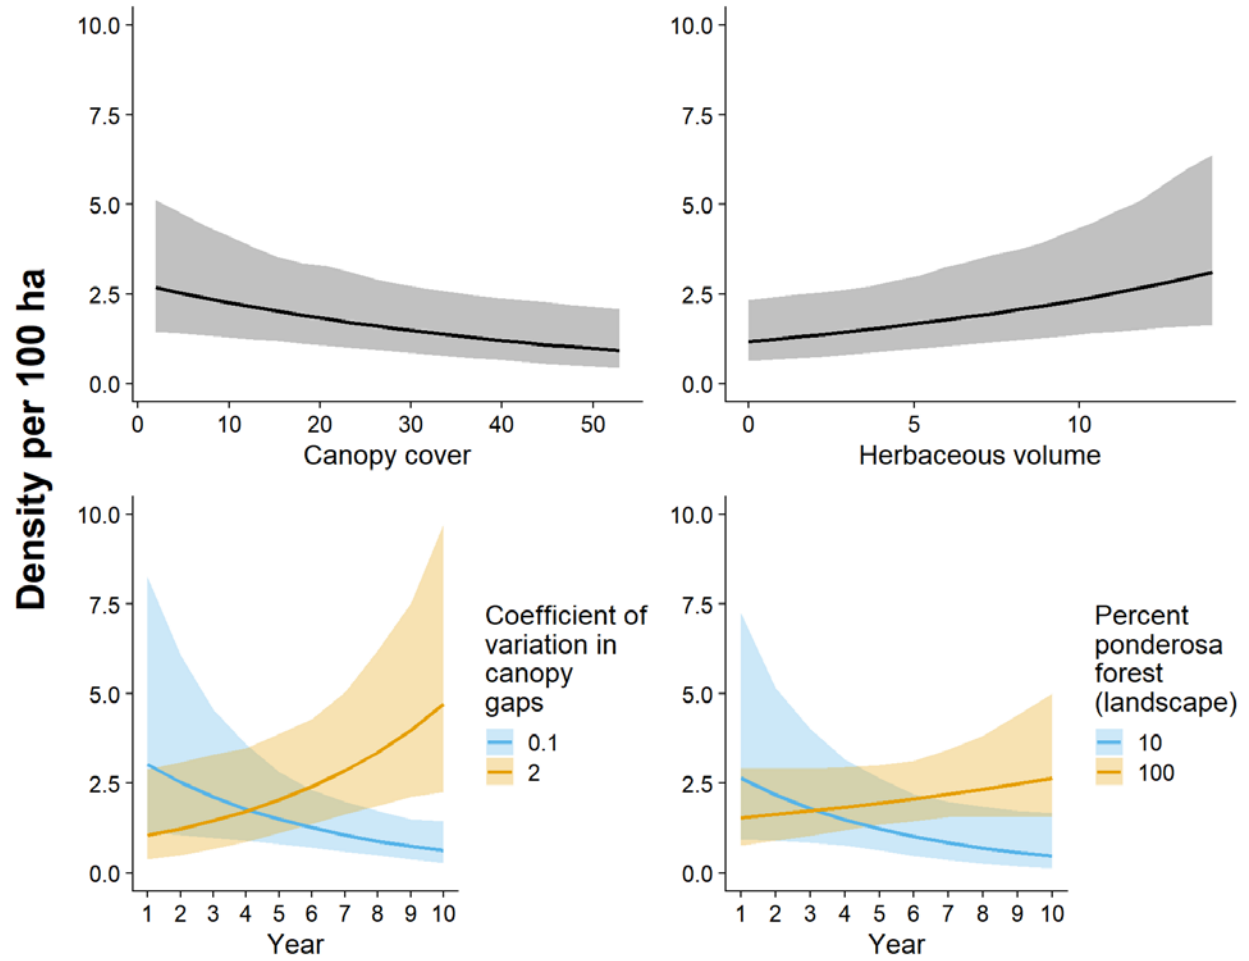 Density per 100 ha
10.0
7.5
5.0
2.5
0.0
0 10 20 30 40 50
Canopy cover
10.0
7.5
5.0
2.5
0.0
0 5 10
Herbaceous volume
10.0
7.5
5.0
2.5
0.0
1 2 3 4 5 6 7 8 9 10
Year
Coefficient of
variation in
canopy
gaps
0.1
2
10.0
7.5
5.0
2.5
0.0
1 2 3 4 5 6 7 8 9 10
Year
Percent
ponderosa
forest
(landscape)
10
100